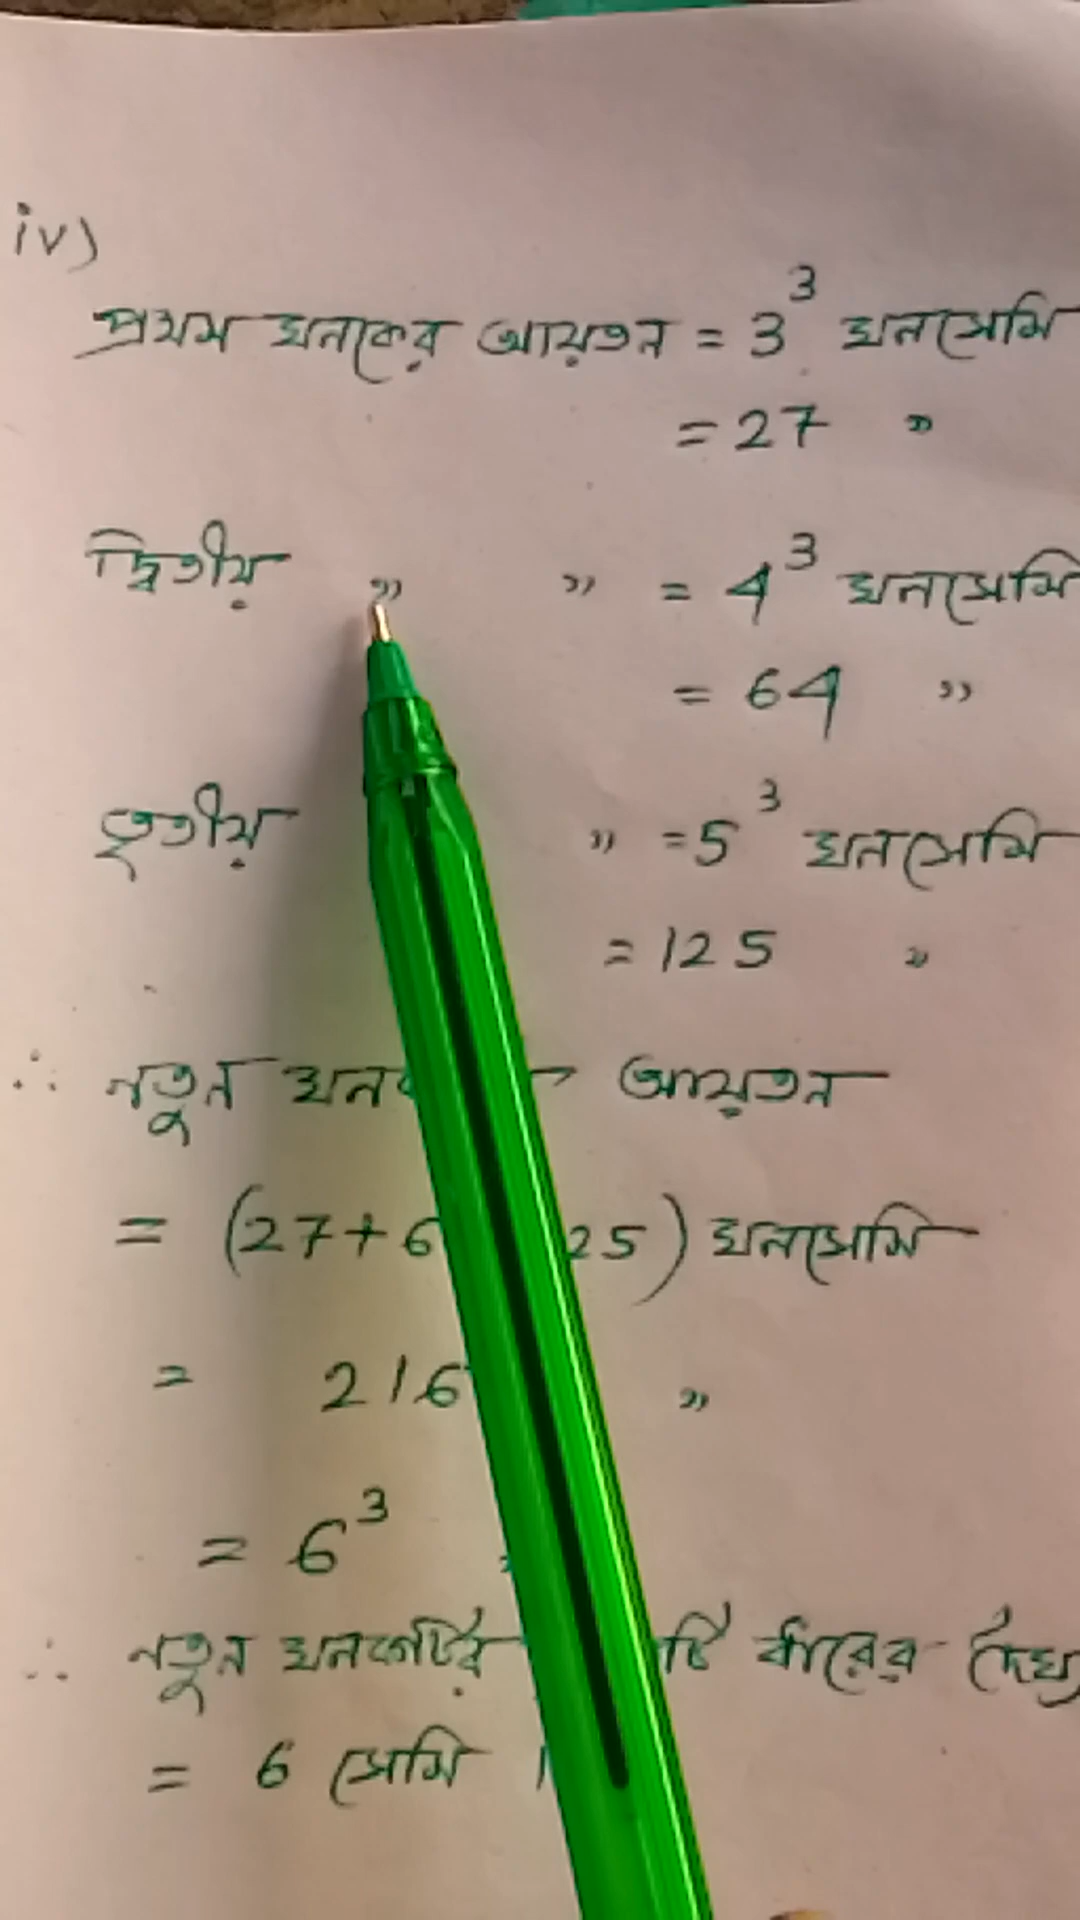 iv)
প্রথম ঘনকের আয়তন = 3³ ঘনসেমি
= 27 "
দ্বিতীয় " " = 4³ ঘনসেমি
= 64 "
তৃতীয় " = 5³ ঘনসেমি
= 125 "
∴ নতুন আয়তন
= (27+6 25) ঘনসেমি
= 216 "
= 6³
∴ নতুন ঘনকটির টি ধারের দৈর্ঘ্য
= 6 সেমি ।